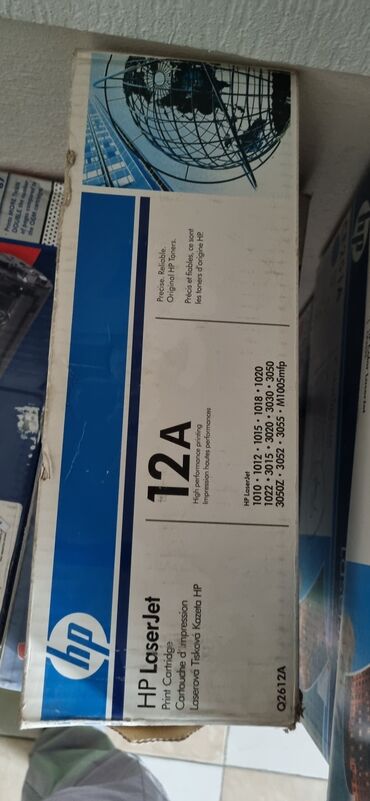 hp
HP LaserJet
Print Cartridge
Cartouche d'impression
Laserová Tisková Kazeta HP
Q2612A
12A
High performance printing
Impression hautes performances
HP LaserJet
1010 • 1012 • 1015 • 1018 • 1020
1022 • 3015 • 3020 • 3030 • 3050
3050Z • 3052 • 3055 • M1005mfp
Precise. Reliable.
Original HP Toners.
Précis et fiables, ce sont
les toners d'origine HP.
hp